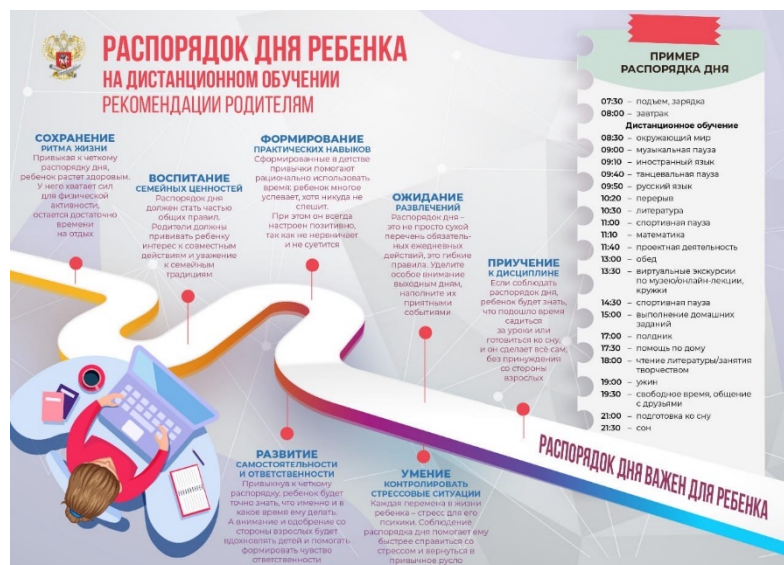 РАСПОРЯДОК ДНЯ РЕБЕНКА
НА ДИСТАНЦИОННОМ ОБУЧЕНИИ
РЕКОМЕНДАЦИИ РОДИТЕЛЯМ
СОХРАНЕНИЕ
РИТМА ЖИЗНИ
Привыкая к четкому
распорядку дня,
ребенок растет здоровым.
У него хватает сил
для физической
активности,
остается достаточно
времени
на отдых
ВОСПИТАНИЕ
СЕМЕЙНЫХ ЦЕННОСТЕЙ
Распорядок дня
должен стать частью
общих правил.
Родители должны
прививать ребенку
интерес к совместным
действиям и уважение
к семейным
традициям
ФОРМИРОВАНИЕ
ПРАКТИЧЕСКИХ НАВЫКОВ
Сформированные в детстве
привычки помогают
рационально использовать
время: ребенок многое
успевает, хотя никуда не
спешит.
При этом он всегда
настроен позитивно,
так как не нервничает
и не суетится
ОЖИДАНИЕ
РАЗВЛЕЧЕНИЙ
Распорядок дня –
это не просто сухой
перечень обязатель-
ных ежедневных
действий, это гибкие
правила. Уделите
особое внимание
выходным дням,
наполните их
приятными
событиями
ПРИУЧЕНИЕ
К ДИСЦИПЛИНЕ
Если соблюдать
распорядок дня,
ребенок будет знать,
что подошло время
садиться
за уроки или
готовиться ко сну,
и он сделает всё сам,
без принуждения
со стороны
взрослых
РАЗВИТИЕ
САМОСТОЯТЕЛЬНОСТИ
И ОТВЕТСТВЕННОСТИ
Привыкнув к четкому
распорядку, ребенок будет
точно знать, что именно и в
какое время ему делать.
А внимание и одобрение со
стороны взрослых будет
вдохновлять детей и помогать
формировать чувство
ответственности
УМЕНИЕ
КОНТРОЛИРОВАТЬ
СТРЕССОВЫЕ СИТУАЦИИ
Каждая перемена в жизни
ребенка – стресс для его
психики. Соблюдение
распорядка дня помогает ему
быстрее справиться со
стрессом и вернуться в
привычное русло
ПРИМЕР
РАСПОРЯДКА ДНЯ
07:30 – подъем, зарядка
08:00 – завтрак
Дистанционное обучение
08:30 – окружающий мир
09:00 – музыкальная пауза
09:10 – иностранный язык
09:40 – танцевальная пауза
09:50 – русский язык
10:20 – перерыв
10:30 – литература
11:00 – спортивная пауза
11:10 – математика
11:40 – проектная деятельность
13:00 – обед
13:30 – виртуальные экскурсии
по музею/онлайн-лекции,
кружки
14:30 – спортивная пауза
15:00 – выполнение домашних
заданий
17:00 – полдник
17:30 – помощь по дому
18:00 – чтение литературы/занятия
творчеством
19:00 – ужин
19:30 – свободное время, общение
с друзьями
21:00 – подготовка ко сну
21:30 – сон
РАСПОРЯДОК ДНЯ ВАЖЕН ДЛЯ РЕБЕНКА